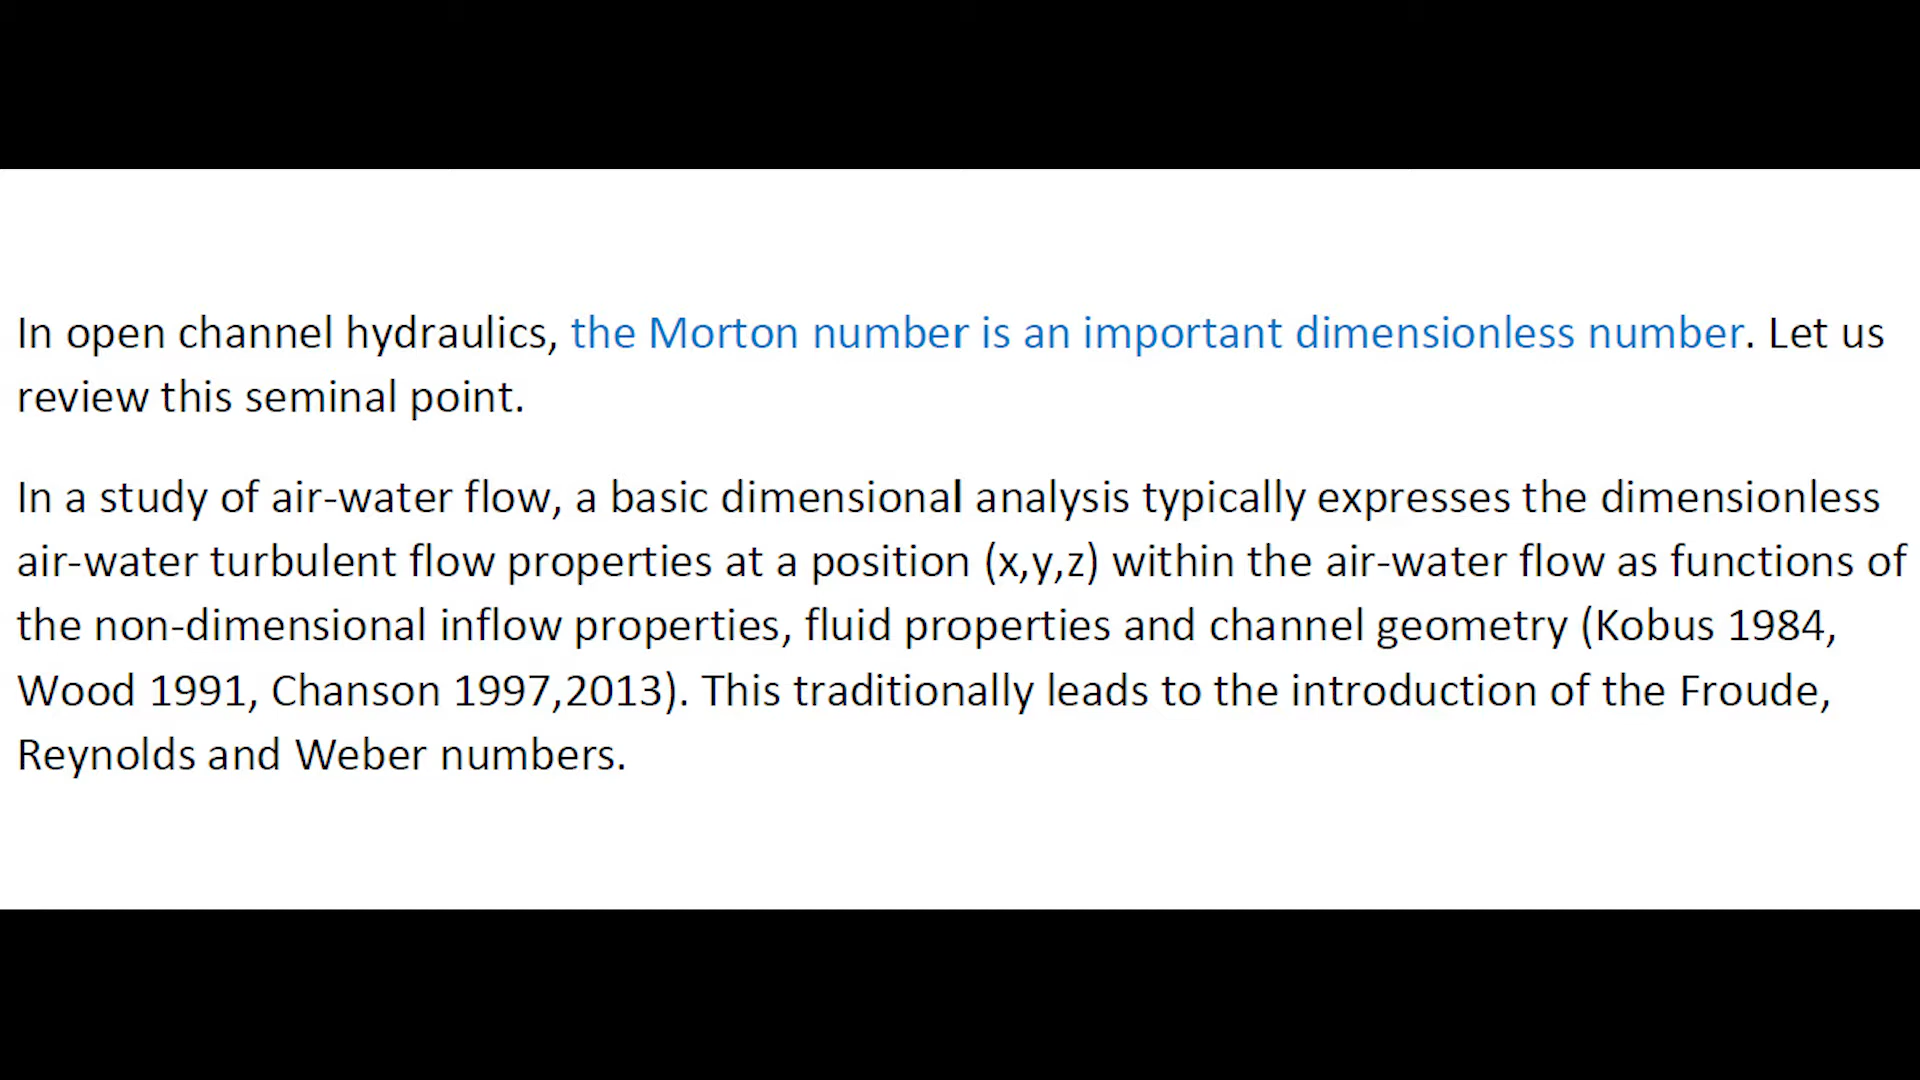 In open channel hydraulics, the Morton number is an important dimensionless number. Let us
review this seminal point.
In a study of air-water flow, a basic dimensional analysis typically expresses the dimensionless
air-water turbulent flow properties at a position (x,y,z) within the air-water flow as functions of
the non-dimensional inflow properties, fluid properties and channel geometry (Kobus 1984,
Wood 1991, Chanson 1997,2013). This traditionally leads to the introduction of the Froude,
Reynolds and Weber numbers.